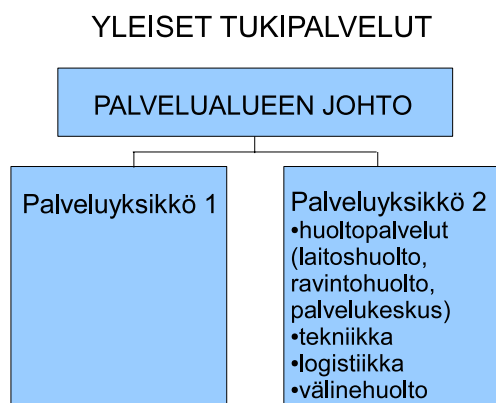 YLEISET TUKIPALVELUT
PALVELUALUEEN JOHTO
Palveluyksikkö 1
Palveluyksikkö 2
•huoltopalvelut
(laitoshuolto,
ravintohuolto,
palvelukeskus)
•tekniikka
•logistiikka
•välinehuolto